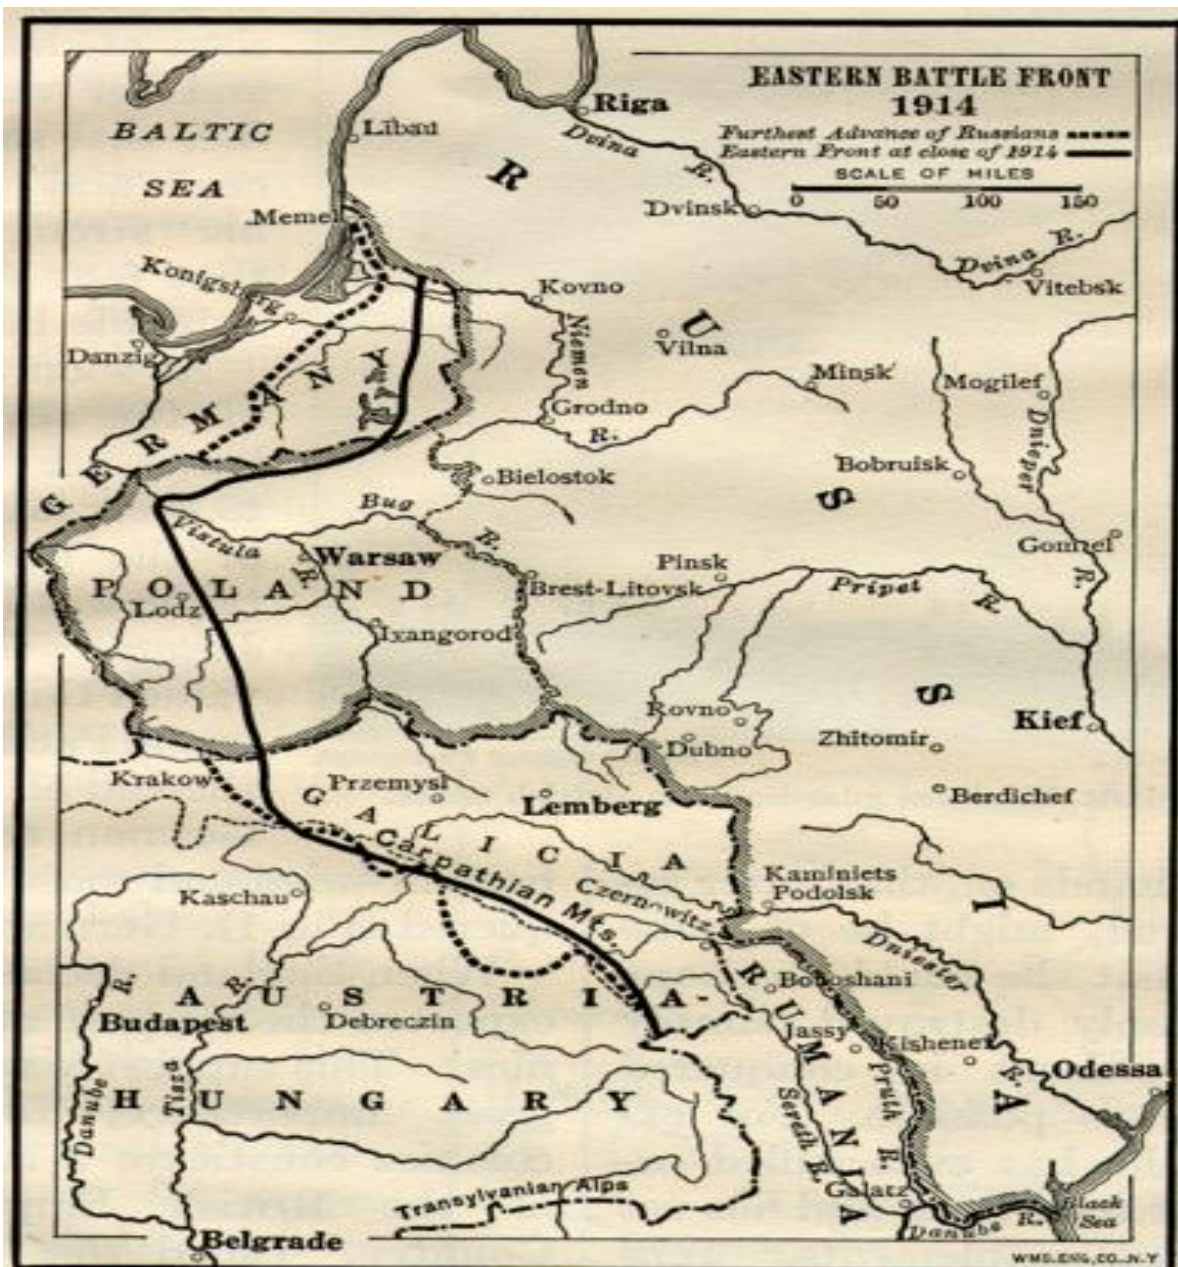 EASTERN BATTLE FRONT
1914
Furthest Advance of Russians
Eastern Front at close of 1914
SCALE OF MILES
0 50 100 150
BALTIC
SEA
Riga
Libau
Dvina R.
Memel
Dvinsk
Dvina R.
Vitebsk
Konigsberg
Kovno
Niemen
R.
Vilna
Danzig
Minsk
Mogilef
Grodno
Dnieper
R.
Bobruisk
Bielostok
GERMANY
RUSSIA
Bug
R.
Vistula
R.
Warsaw
Gomel
Pinsk
POLAND
Brest-Litovsk
Pripet
R.
Lodz
Ivangorod
Rovno
Kief
Dubno
Zhitomir
Krakow
Przemysl
Lemberg
Berdichef
GALICIA
Carpathian Mts.
Kaschau
Czernowitz
Kaminiets
Podolsk
Dniester
R.
AUSTRIA-
HUNGARY
RUMANIA
Botoshani
Budapest
Debreczin
Jassy
Kishenef
Odessa
Danube
R.
Tisza
R.
Pruth R.
Sereth R.
Transylvanian Alps
Galatz
Danube R.
Black
Sea
Belgrade
WMS.ENG.CO.,N.Y